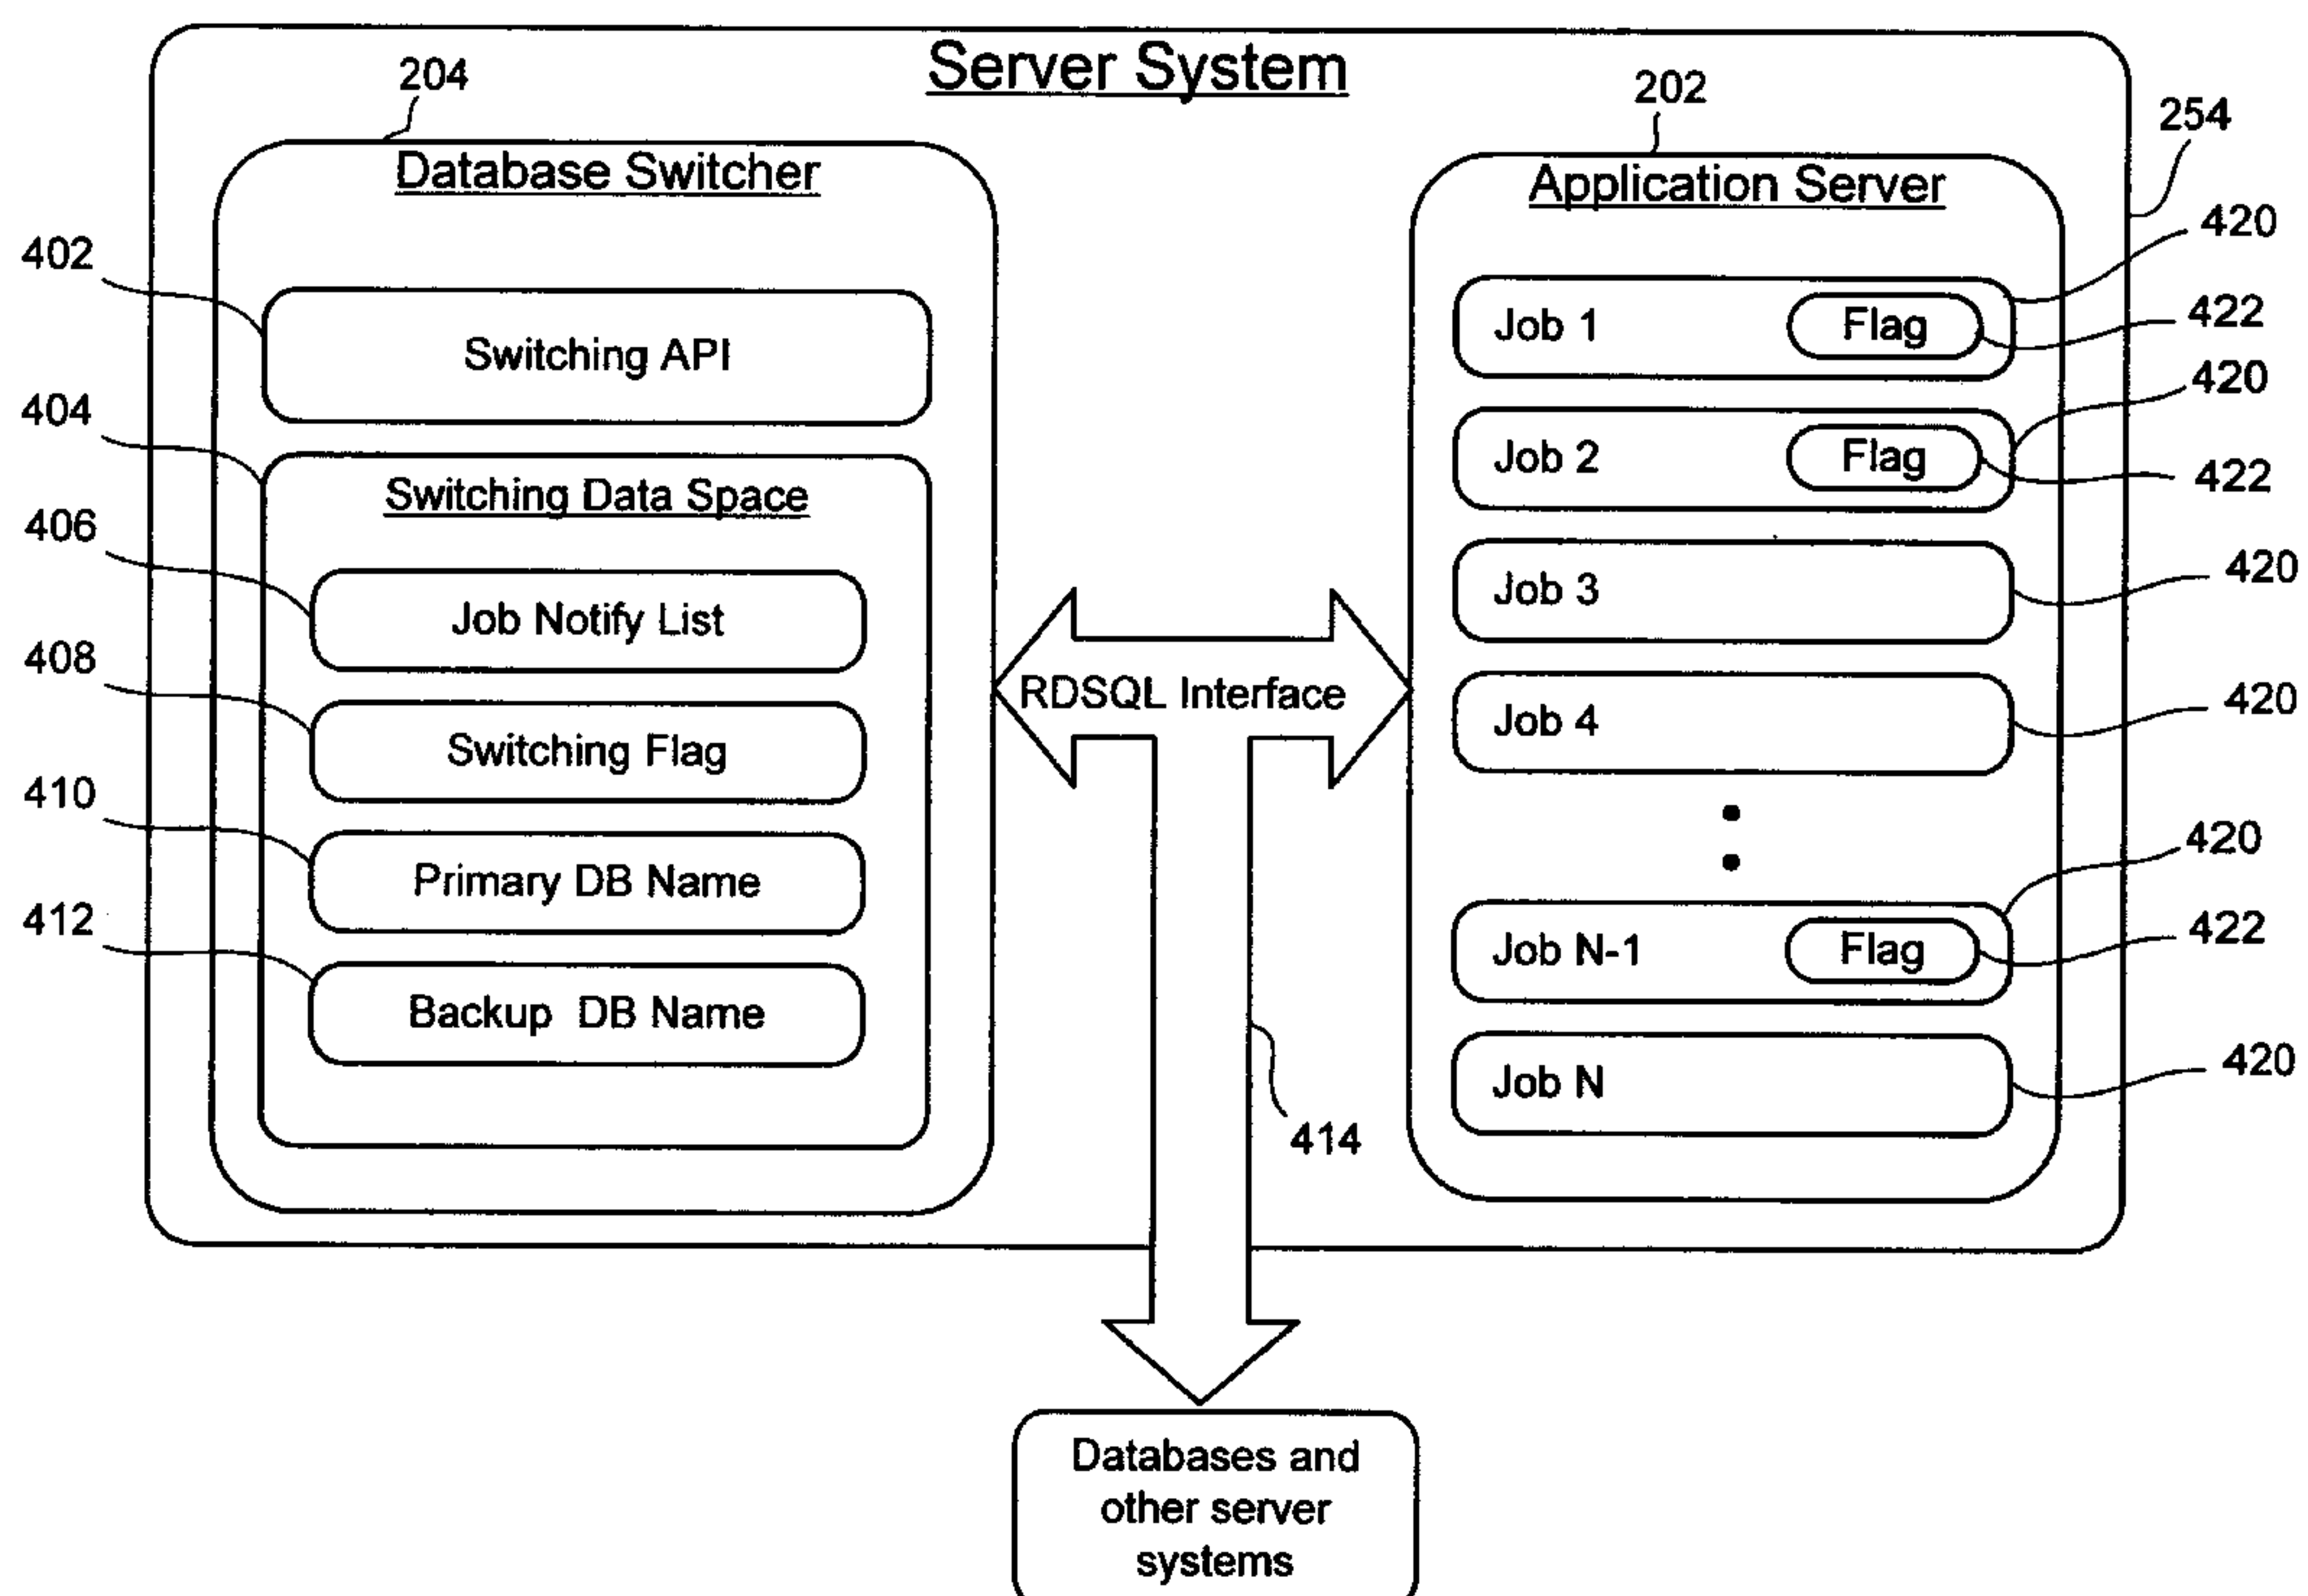 Server System
204
202
254
Database Switcher
Application Server
402
Switching API
404
Switching Data Space
406
Job Notify List
408
Switching Flag
410
Primary DB Name
412
Backup DB Name
RDSQL Interface
414
420
Job 1 Flag
422
420
Job 2 Flag
422
Job 3
420
Job 4
420
420
Job N-1 Flag
422
Job N
420
Databases and
other server
systems